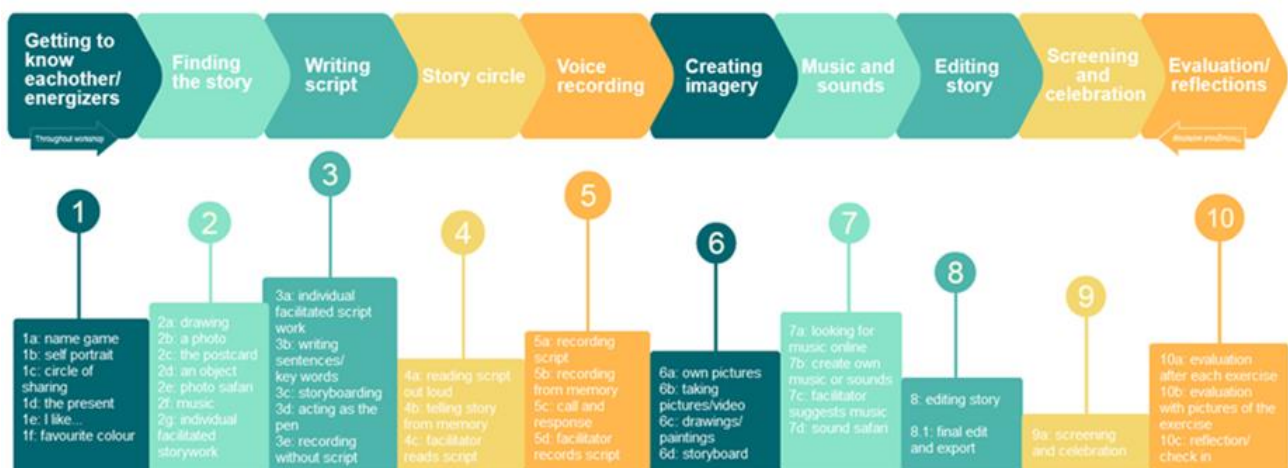 Getting to
know
eachother/
energizers
Throughout workshop
Finding
the story
Writing
script
Story circle
Voice
recording
Creating
imagery
Music and
sounds
Editing
story
Screening
and
celebration
Evaluation/
reflections
Throughout workshop
1
1a: name game
1b: self portrait
1c: circle of
sharing
1d: the present
1e: I like...
1f: favourite colour
2
2a: drawing
2b: a photo
2c: the postcard
2d: an object
2e: photo safari
2f: music
2g: individual
facilitated
storywork
3
3a: individual
facilitated script
work
3b: writing
sentences/
key words
3c: storyboarding
3d: acting as the
pen
3e: recording
without script
4
4a: reading script
out loud
4b: telling story
from memory
4c: facilitator
reads script
5
5a: recording
script
5b: recording
from memory
5c: call and
response
5d: facilitator
records script
6
6a: own pictures
6b: taking
pictures/video
6c: drawings/
paintings
6d: storyboard
7
7a: looking for
music online
7b: create own
music or sounds
7c: facilitator
suggests music
7d: sound safari
8
8: editing story
8.1: final edit
and export
9
9a: screening
and celebration
10
10a: evaluation
after each exercise
10b: evaluation
with pictures of the
exercise
10c: reflection/
check in